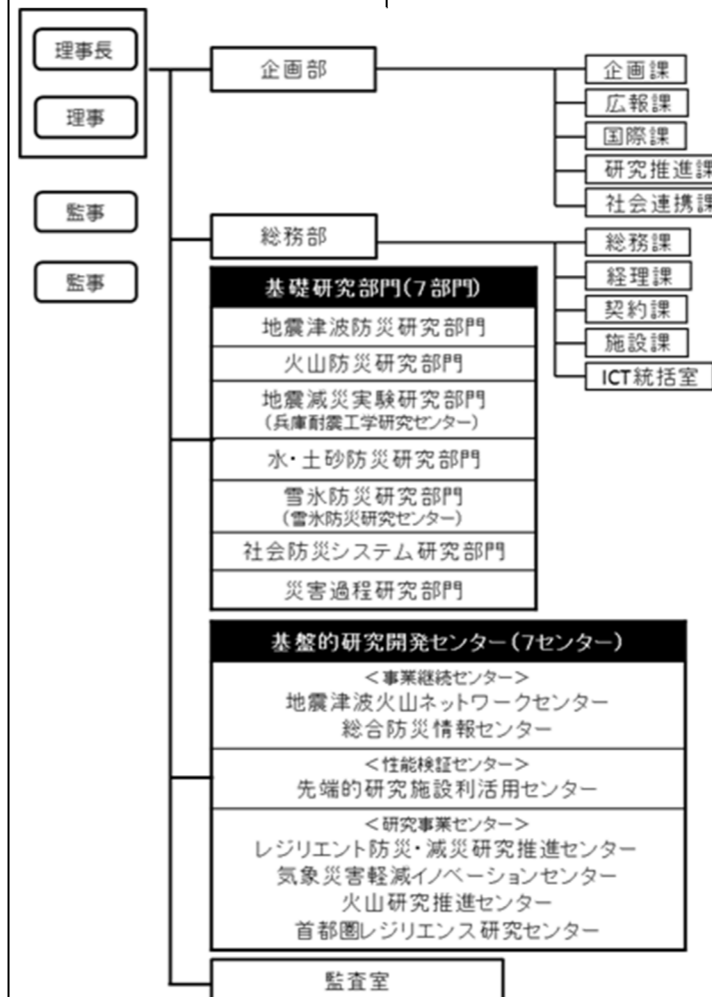 理事長
理事
監事
監事
企画部
企画課
広報課
国際課
研究推進課
社会連携課
総務部
総務課
経理課
契約課
施設課
ICT統括室
基礎研究部門(7部門)
地震津波防災研究部門
火山防災研究部門
地震減災実験研究部門
(兵庫耐震工学研究センター)
水・土砂防災研究部門
雪氷防災研究部門
(雪氷防災研究センター)
社会防災システム研究部門
災害過程研究部門
基盤的研究開発センター(7センター)
<事業継続センター>
地震津波火山ネットワークセンター
総合防災情報センター
<性能検証センター>
先端的研究施設利活用センター
<研究事業センター>
レジリエント防災・減災研究推進センター
気象災害軽減イノベーションセンター
火山研究推進センター
首都圏レジリエンス研究センター
監査室